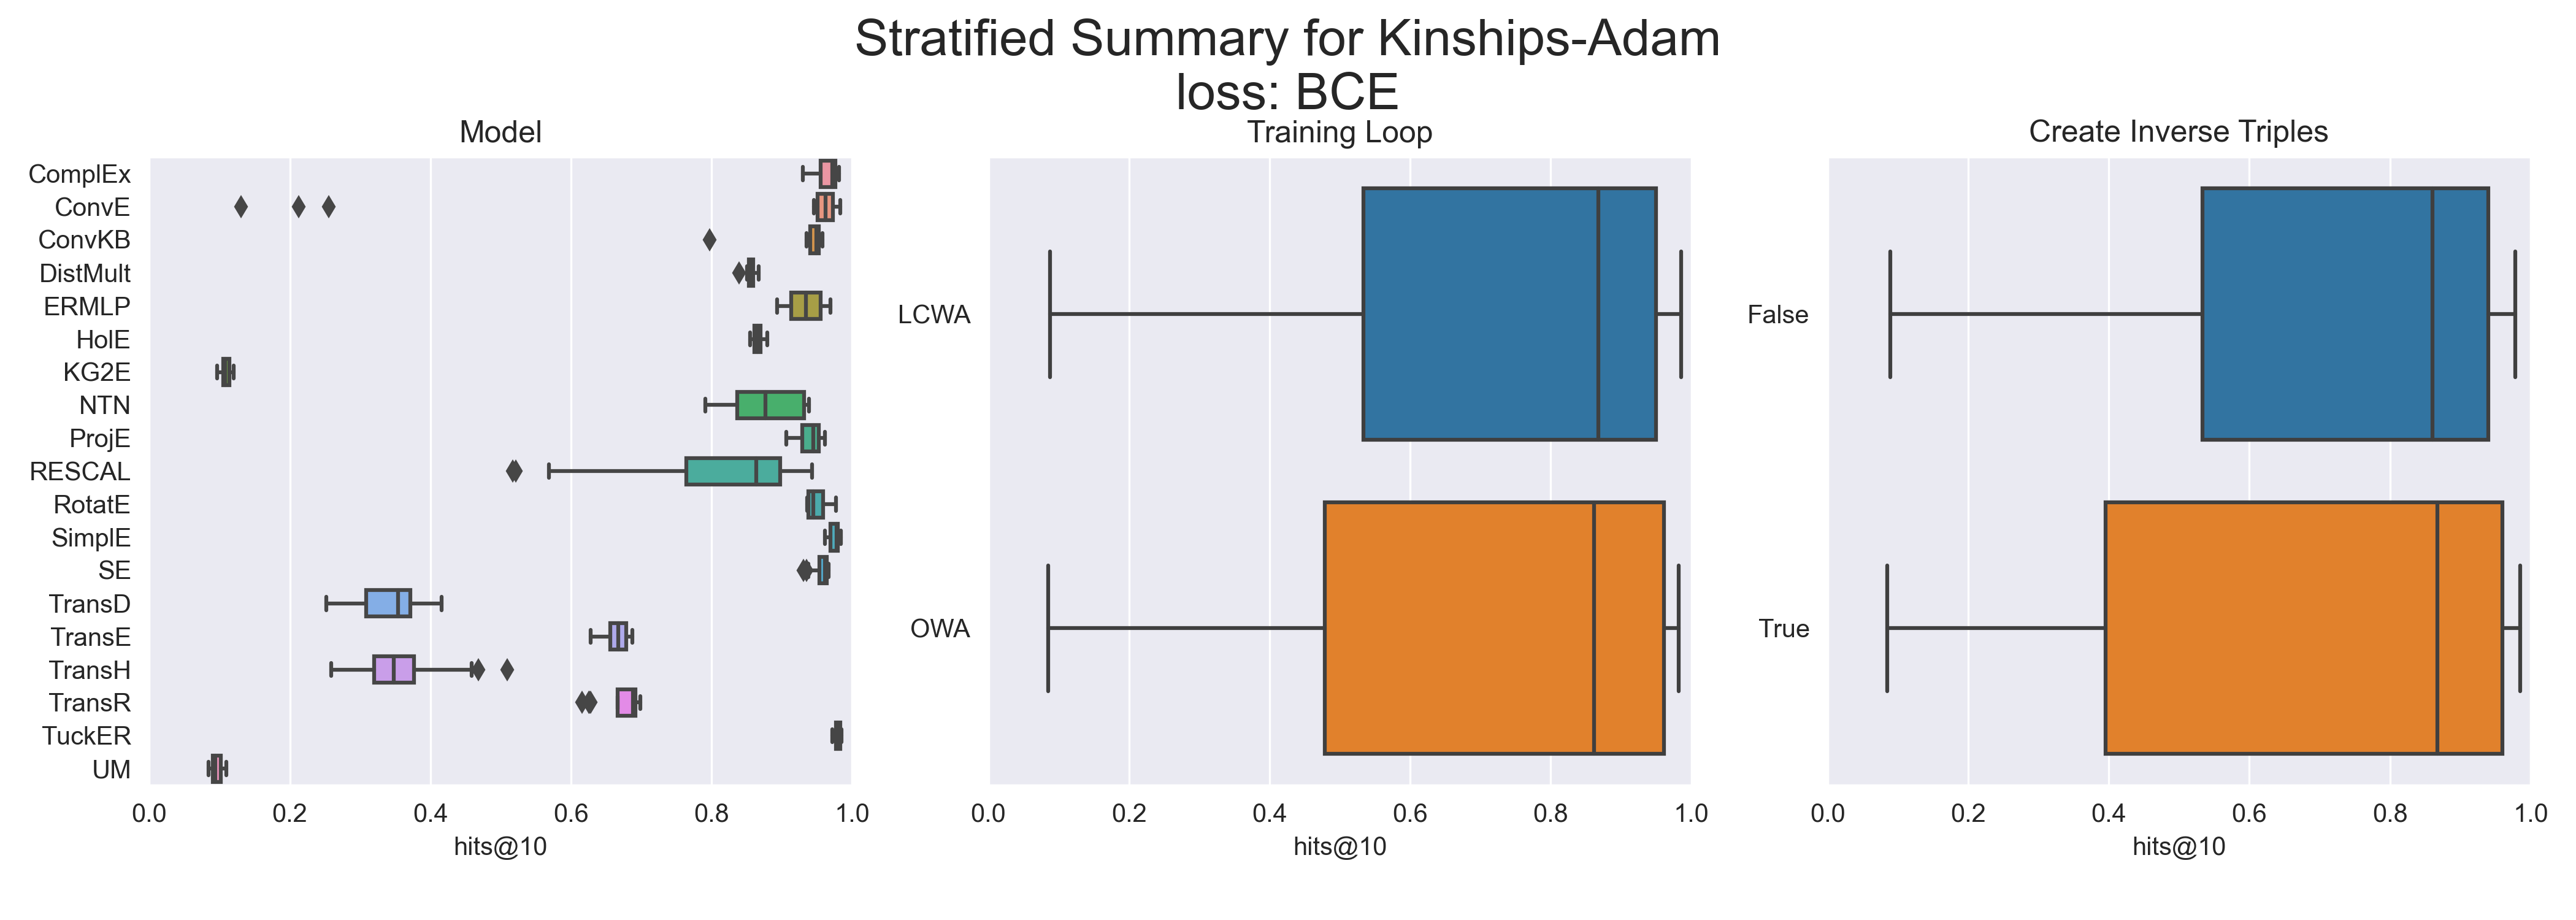 Stratified Summary for Kinships-Adam
loss: BCE
Model
ComplEx
ConvE
ConvKB
DistMult
ERMLP
HolE
KG2E
NTN
ProjE
RESCAL
RotatE
SimplE
SE
TransD
TransE
TransH
TransR
TuckER
UM
0.0 0.2 0.4 0.6 0.8 1.0
hits@10
Training Loop
LCWA
OWA
0.0 0.2 0.4 0.6 0.8 1.0
hits@10
Create Inverse Triples
False
True
0.0 0.2 0.4 0.6 0.8 1.0
hits@10